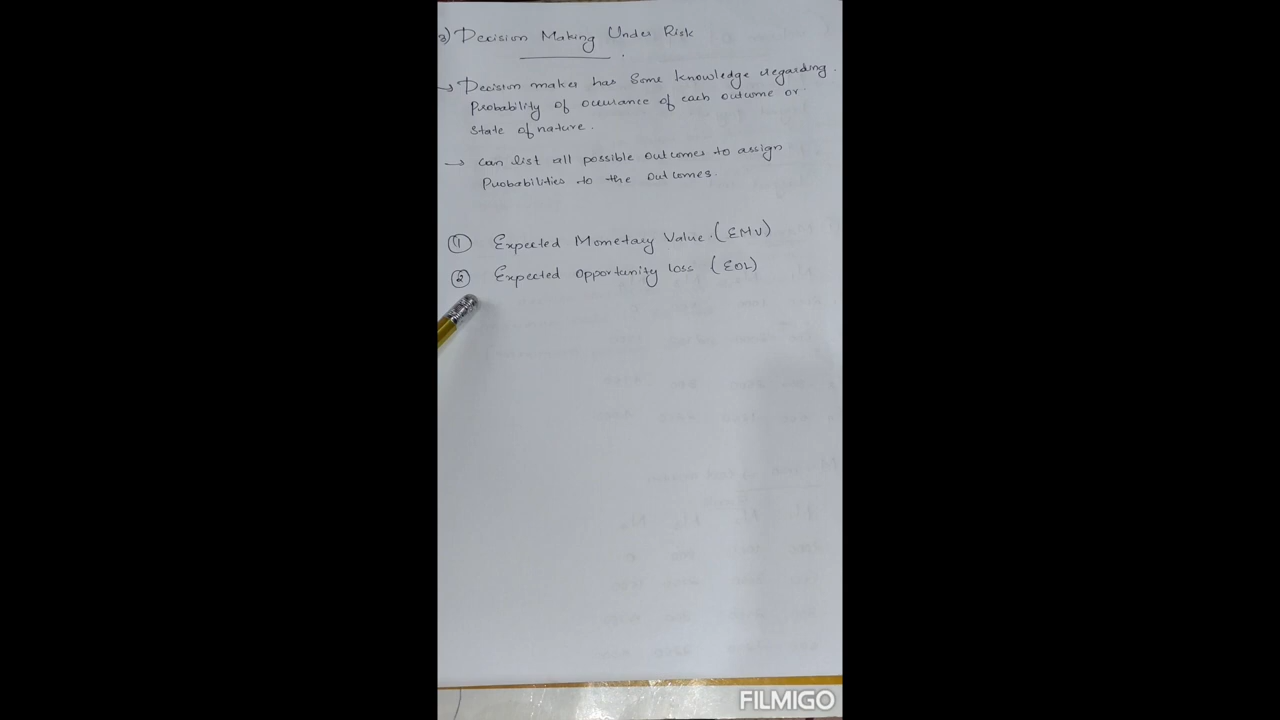 3) Decision Making Under Risk
→ Decision maker has Some knowledge regarding
Probability of occurance of each outcome or
State of nature.
→ can list all possible outcomes to assign
Probabilities to the outcomes.
① Expected Monetary Value. (EMV)
② Expected Opportunity loss (EOL)
FILMIGO